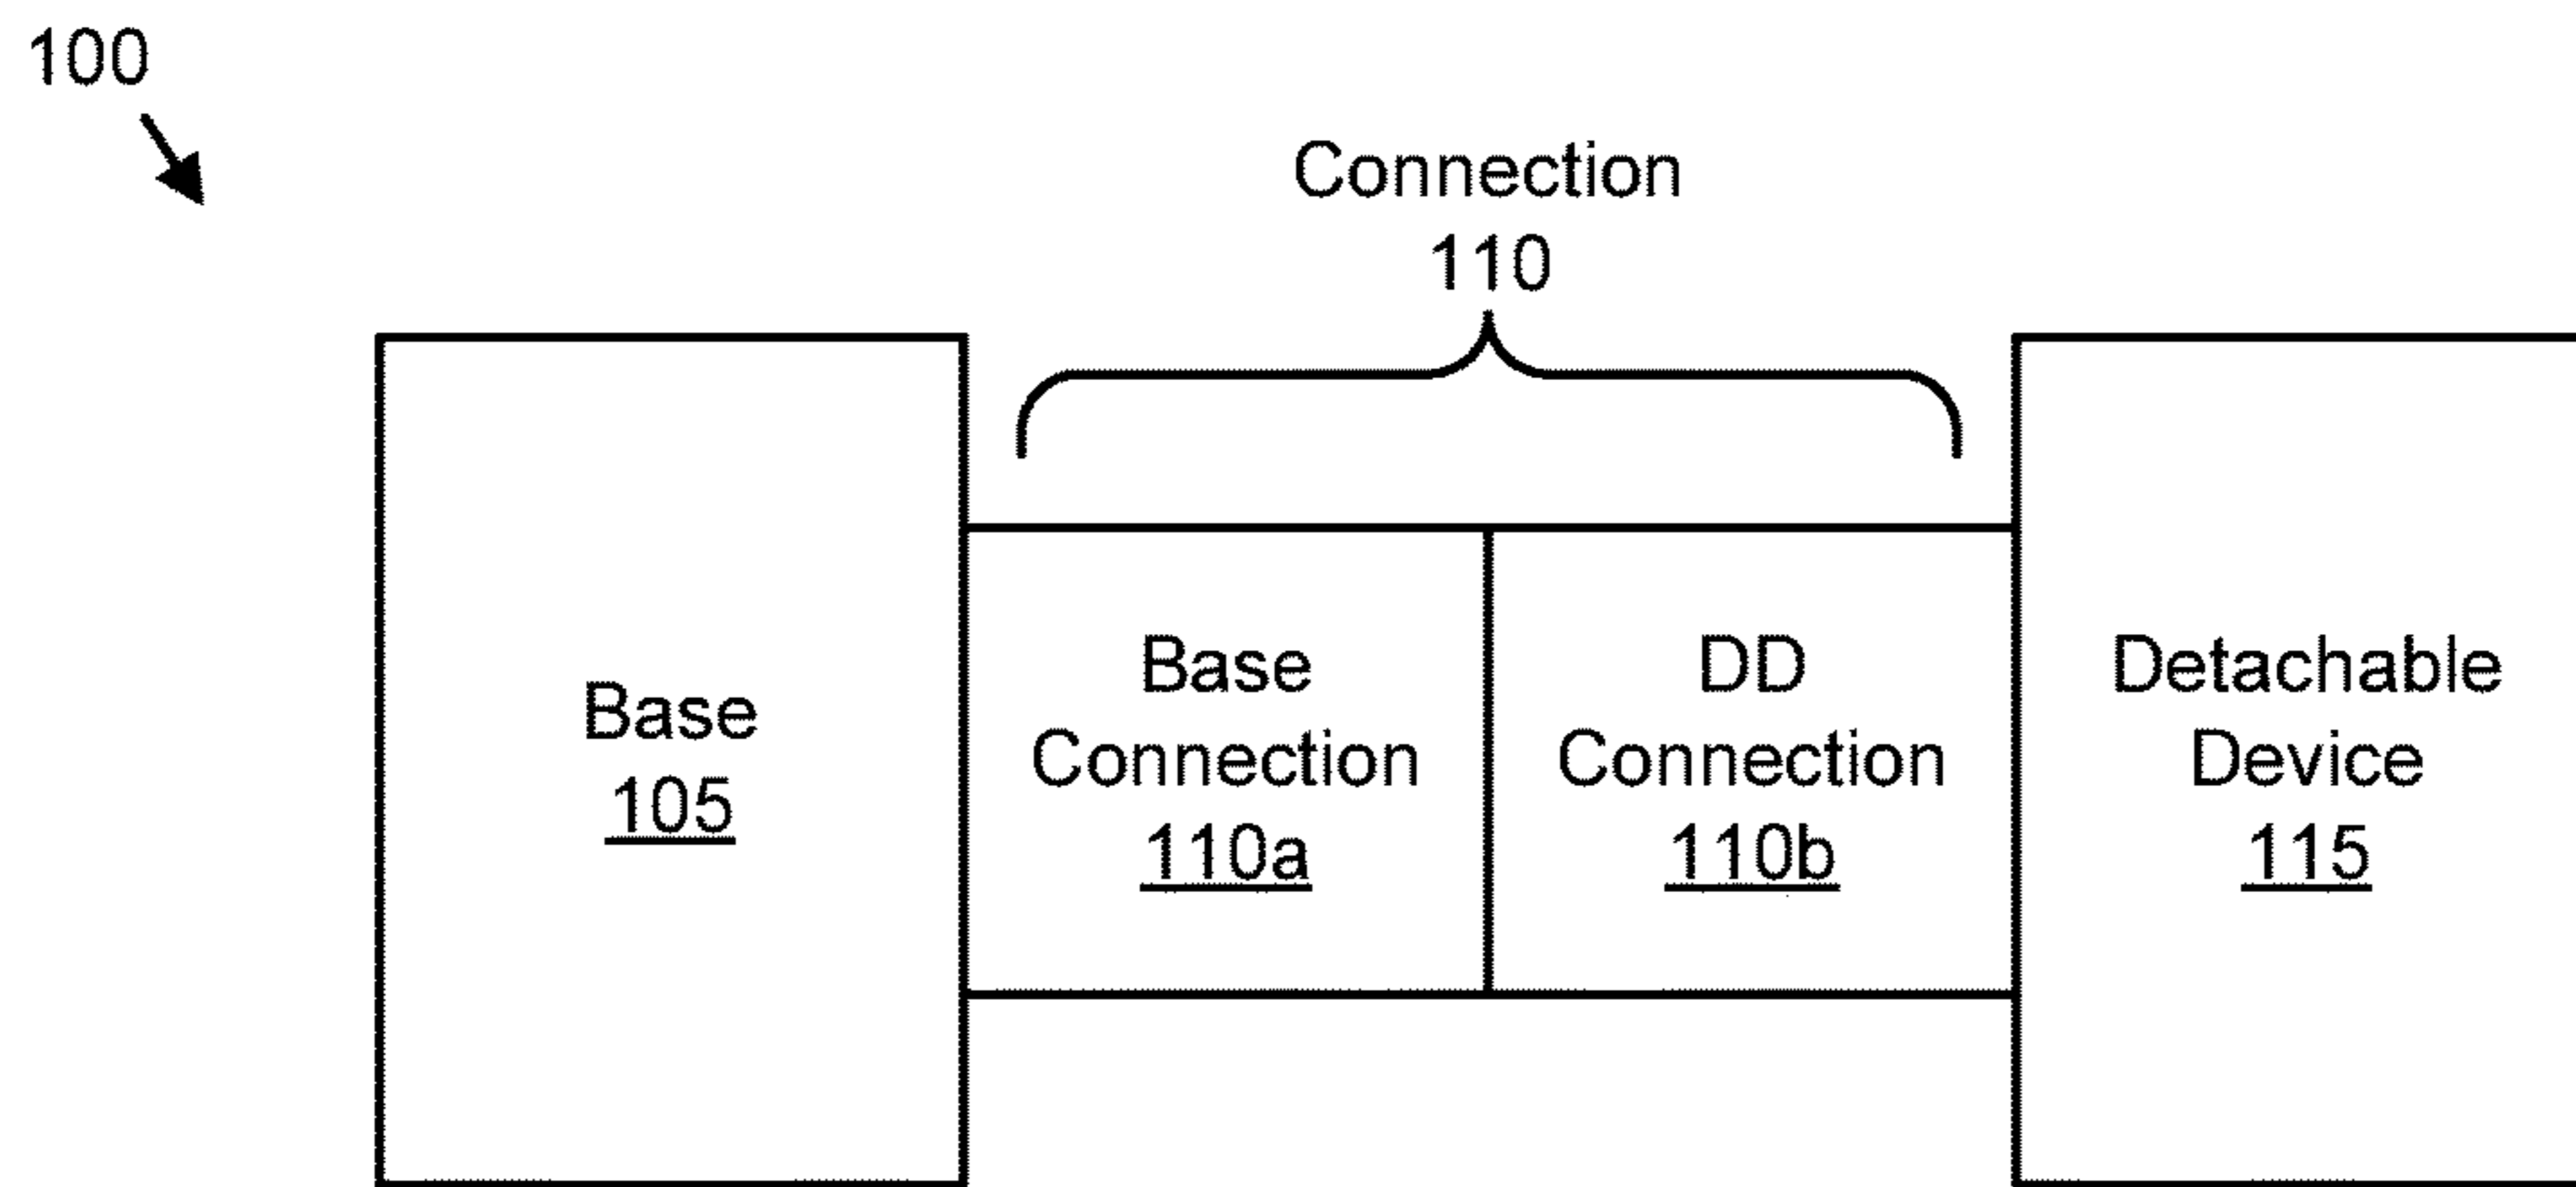 100
Connection
110
Base
105
Base
Connection
110a
DD
Connection
110b
Detachable
Device
115